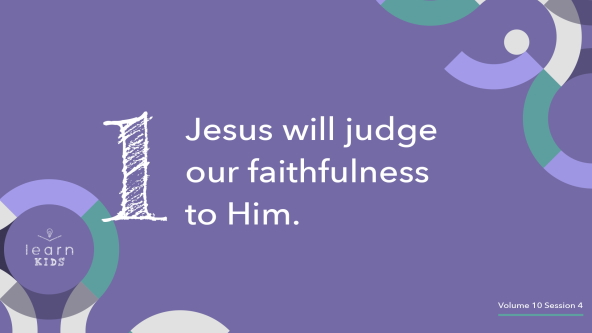 1
Jesus will judge
our faithfulness
to Him.
learn
KIDS
Volume 10 Session 4